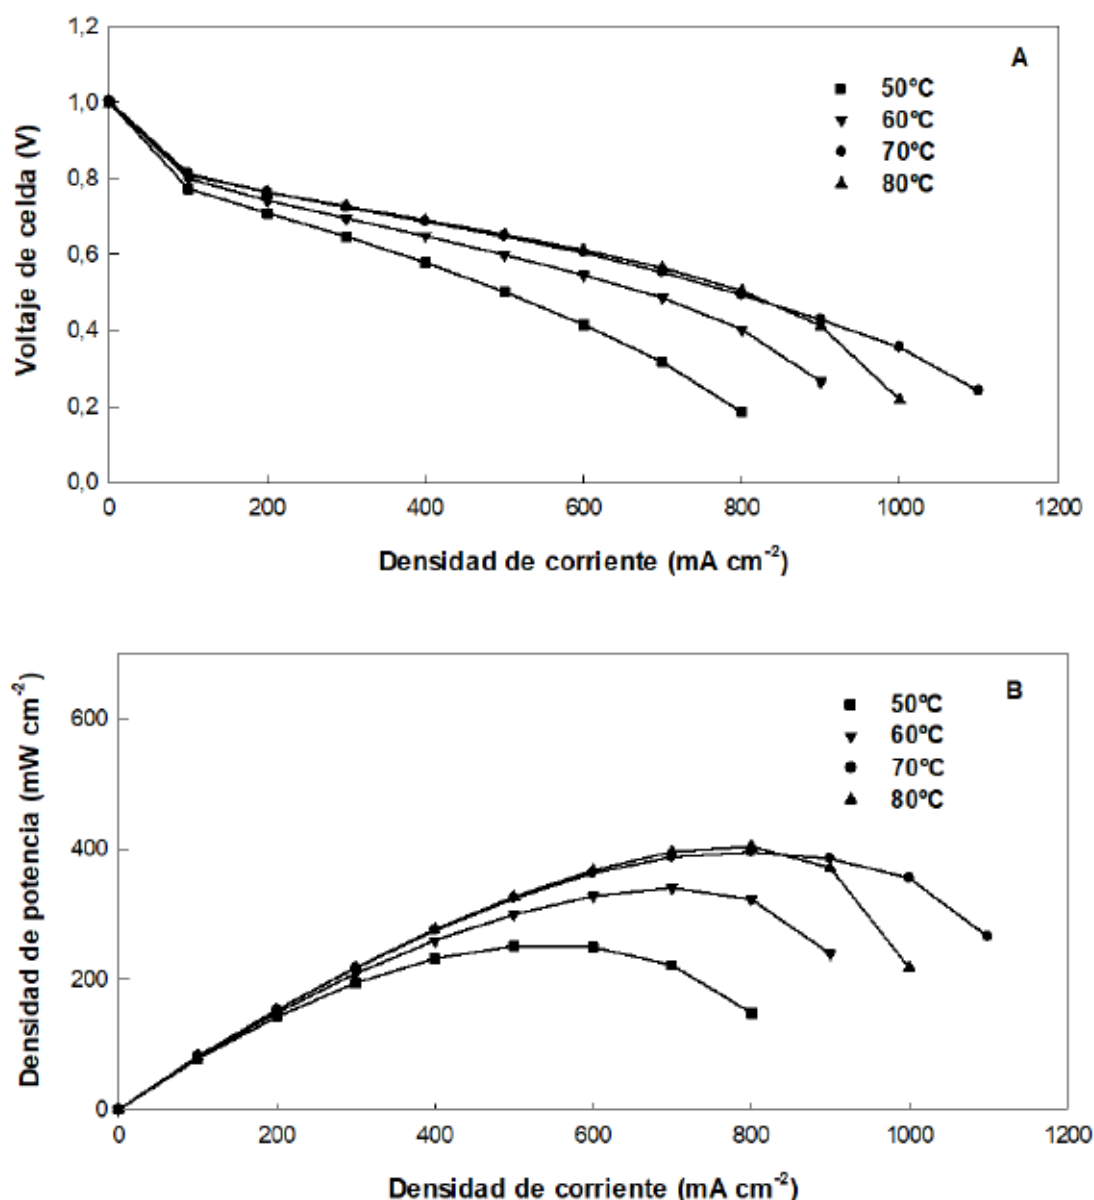 1,2
A
50ºC
60ºC
70ºC
80ºC
1,0
0,8
0,6
0,4
0,2
0,0
Voltaje de celda (V)
0 200 400 600 800 1000 1200
Densidad de corriente (mA cm⁻²)
B
50ºC
60ºC
70ºC
80ºC
600
400
200
0
Densidad de potencia (mW cm⁻²)
0 200 400 600 800 1000 1200
Densidad de corriente (mA cm⁻²)